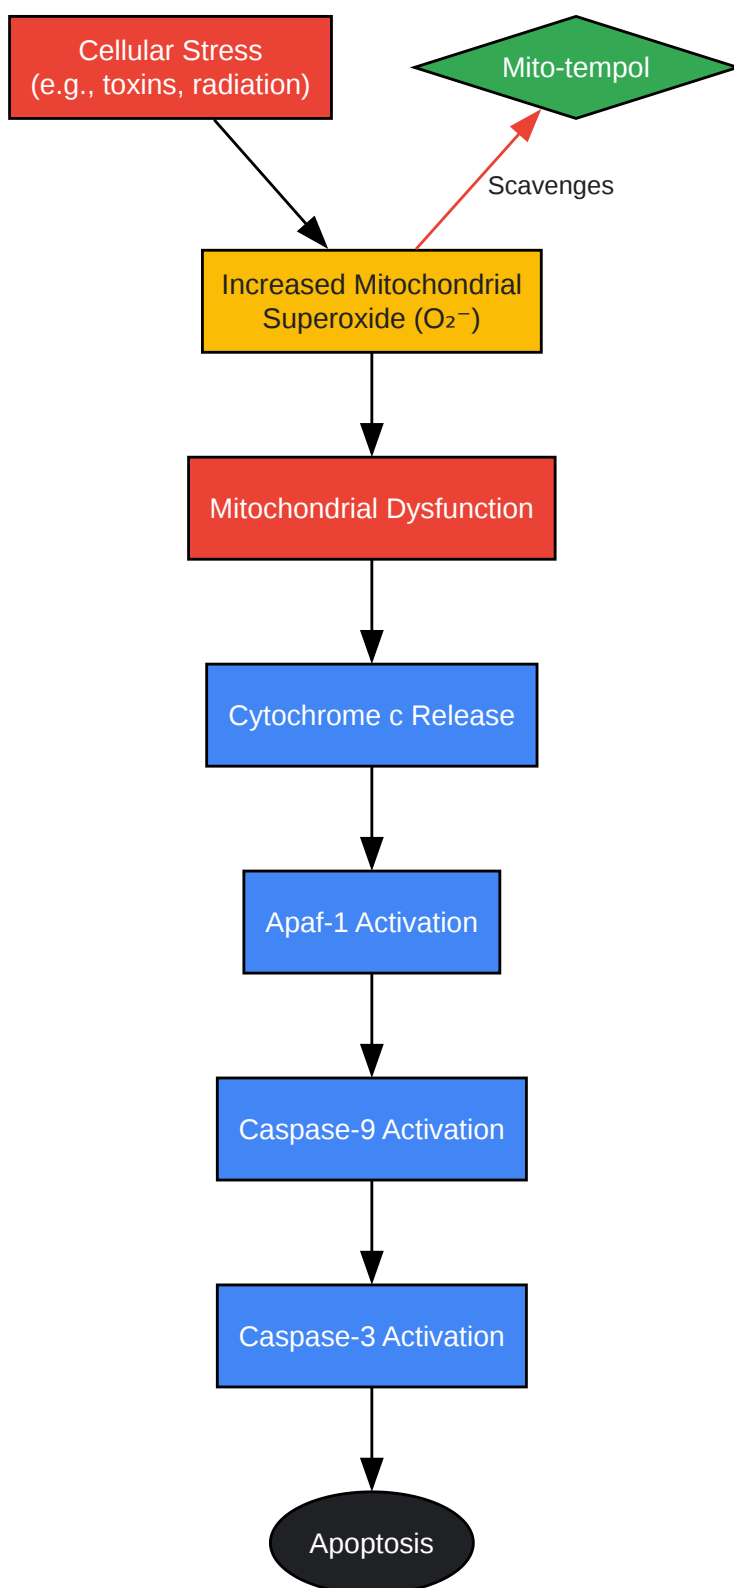 Cellular Stress
(e.g., toxins, radiation)
Mito-tempol
Scavenges
Increased Mitochondrial
Superoxide (O₂⁻)
Mitochondrial Dysfunction
Cytochrome c Release
Apaf-1 Activation
Caspase-9 Activation
Caspase-3 Activation
Apoptosis